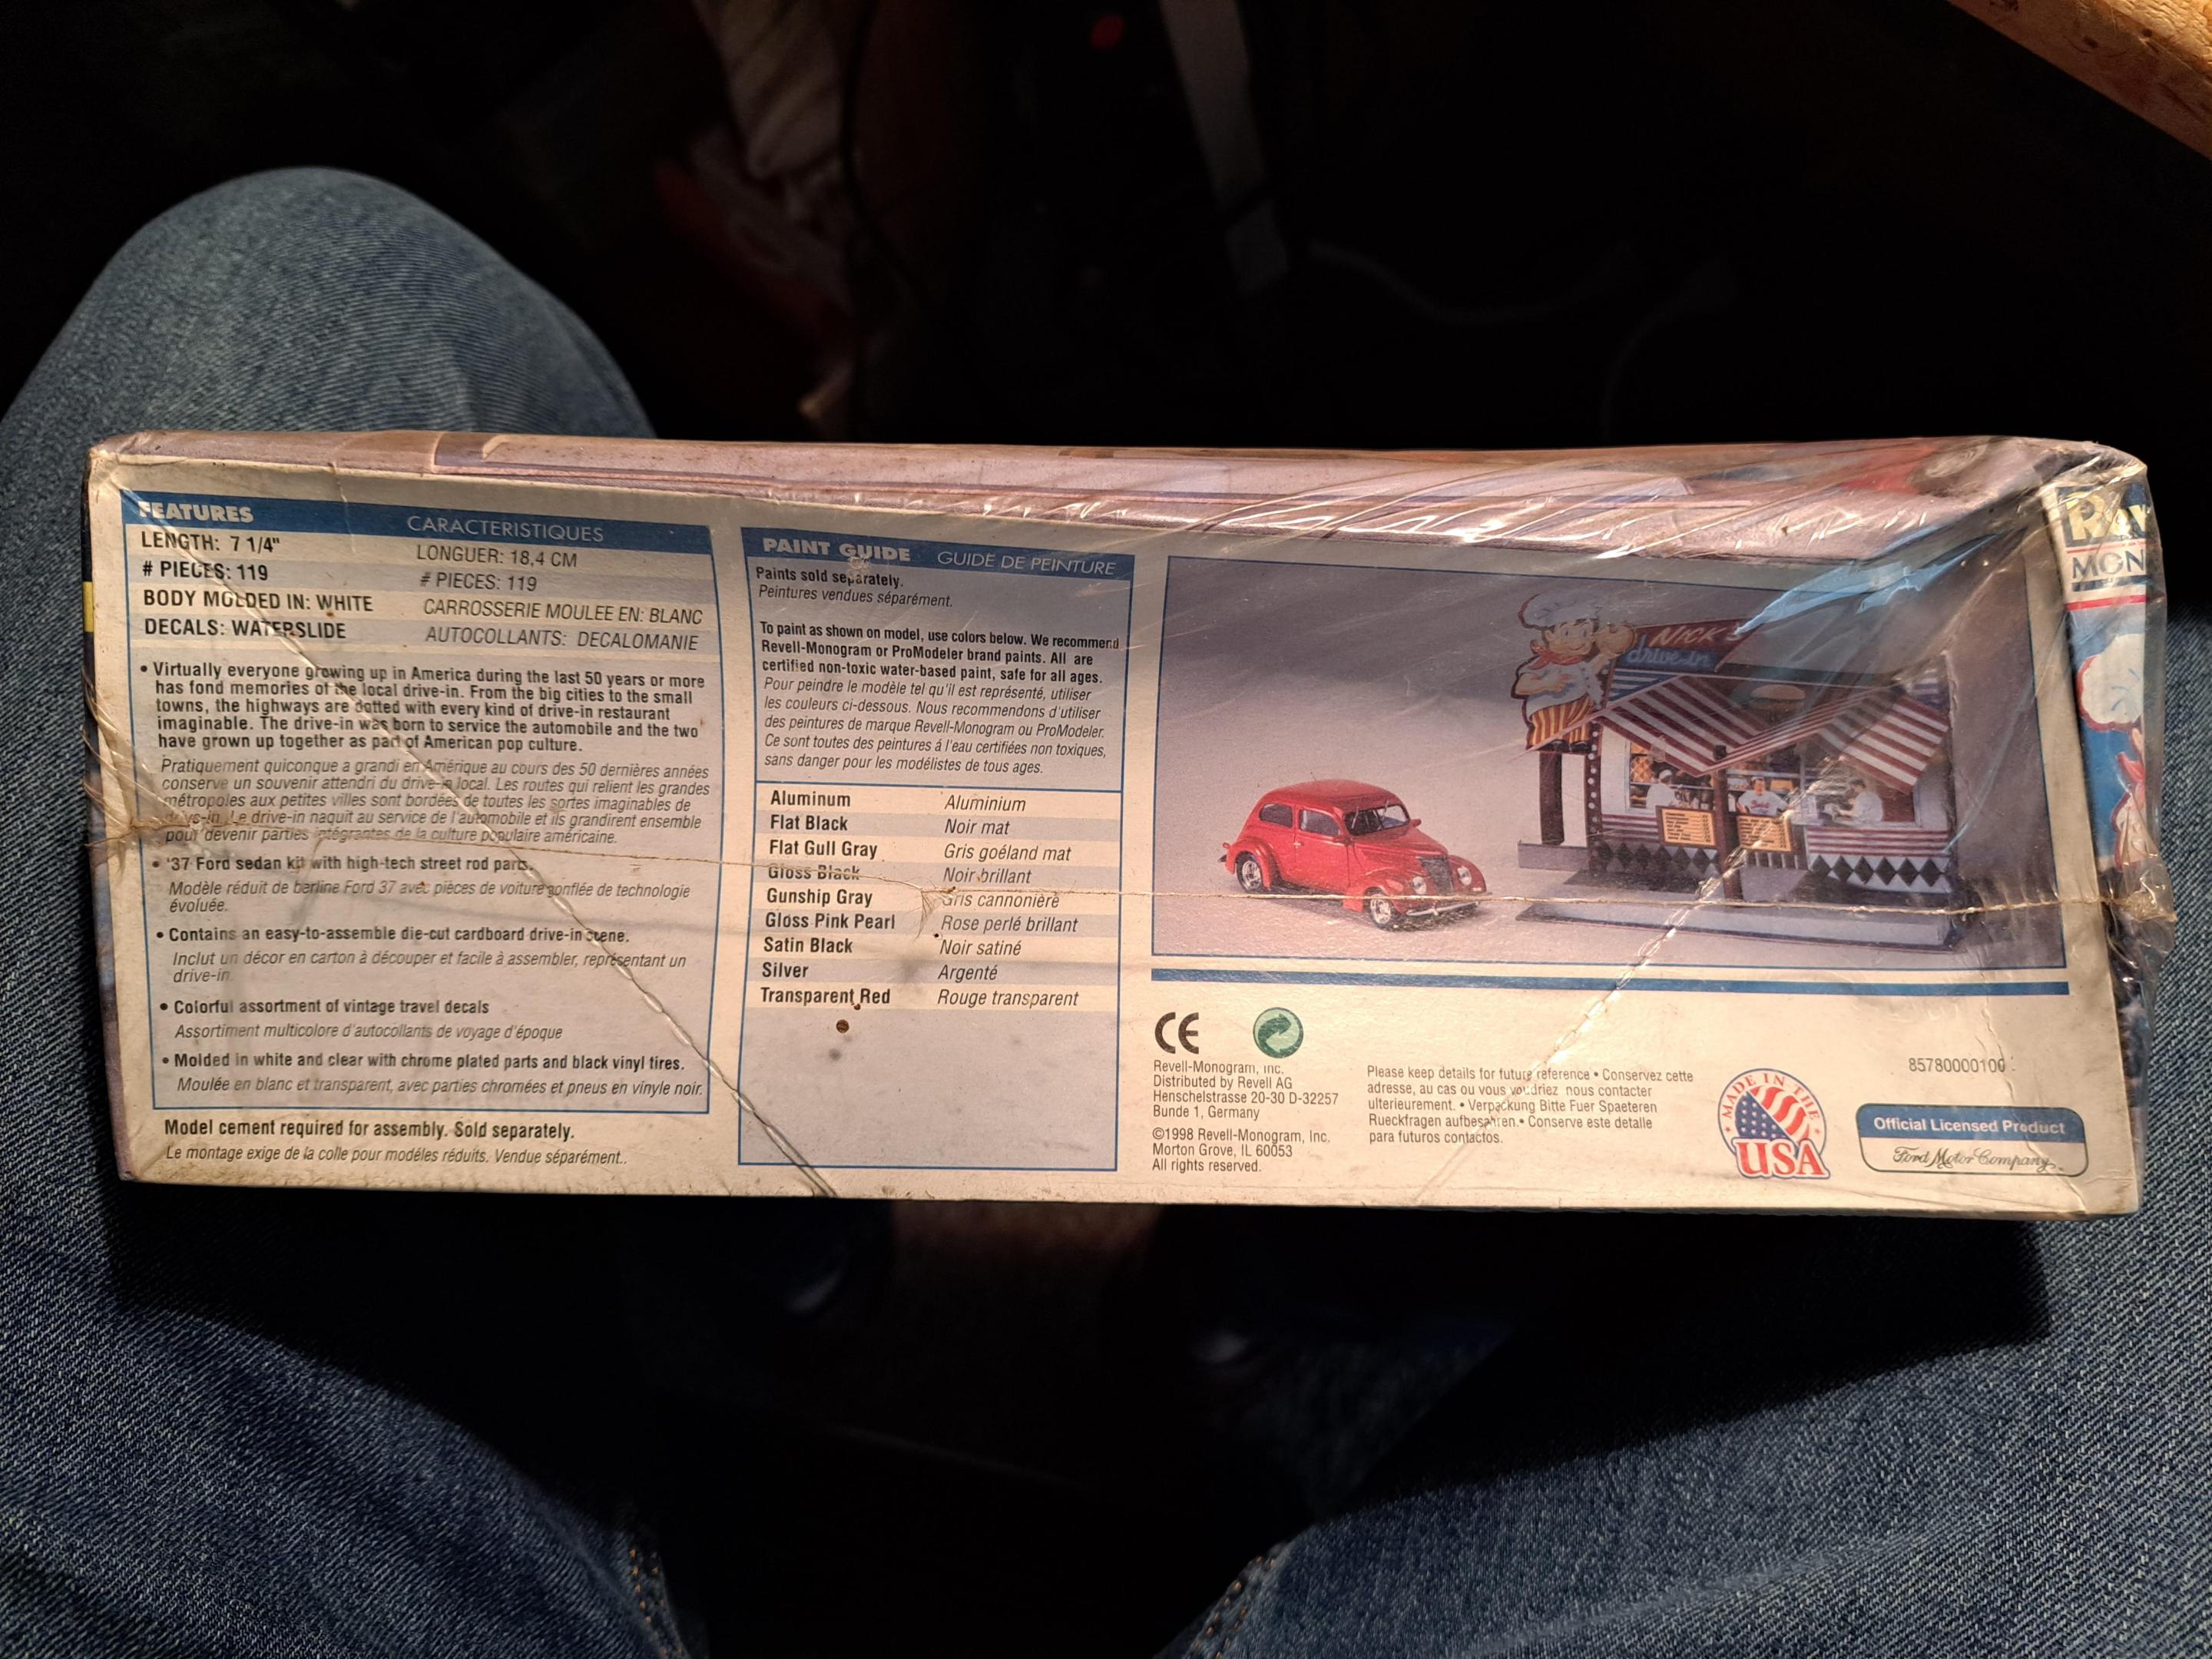 FEATURES
CARACTERISTIQUES
LENGTH: 7 1/4"
LONGUER: 18,4 CM
# PIECES: 119
# PIECES: 119
BODY MOLDED IN: WHITE
CARROSSERIE MOULEE EN: BLANC
DECALS: WATERSLIDE
AUTOCOLLANTS: DECALOMANIE
• Virtually everyone growing up in America during the last 50 years or more
has fond memories of the local drive-in. From the big cities to the small
towns, the highways are dotted with every kind of drive-in restaurant
imaginable. The drive-in was born to service the automobile and the two
have grown up together as part of American pop culture.
Pratiquement quiconque a grandi en Amérique au cours des 50 dernières années
conserve un souvenir attendri du drive-in local. Les routes qui relient les grandes
métropoles aux petites villes sont bordées de toutes les sortes imaginables de
drive-in. Le drive-in naquit au service de l'automobile et ils grandirent ensemble
pour devenir parties intégrantes de la culture populaire américaine.
• '37 Ford sedan kit with high-tech street rod parts.
Modèle réduit de berline Ford 37 avec pièces de voiture gonflée de technologie
évoluée.
• Contains an easy-to-assemble die-cut cardboard drive-in scene.
Inclut un décor en carton à découper et facile à assembler, représentant un
drive-in.
• Colorful assortment of vintage travel decals
Assortiment multicolore d'autocollants de voyage d'époque
• Molded in white and clear with chrome plated parts and black vinyl tires.
Moulée en blanc et transparent, avec parties chromées et pneus en vinyle noir.
Model cement required for assembly. Sold separately.
Le montage exige de la colle pour modéles réduits. Vendue séparément..
PAINT GUIDE GUIDE DE PEINTURE
Paints sold separately.
Peintures vendues séparément.
To paint as shown on model, use colors below. We recommend
Revell-Monogram or ProModeler brand paints. All are
certified non-toxic water-based paint, safe for all ages.
Pour peindre le modèle tel qu'il est représenté, utiliser
les couleurs ci-dessous. Nous recommendons d'utiliser
des peintures de marque Revell-Monogram ou ProModeler.
Ce sont toutes des peintures à l'eau certifiées non toxiques,
sans danger pour les modélistes de tous ages.
Aluminum Aluminium
Flat Black Noir mat
Flat Gull Gray Gris goéland mat
Gloss Black Noir brillant
Gunship Gray Gris cannonière
Gloss Pink Pearl Rose perlé brillant
Satin Black Noir satiné
Silver Argenté
Transparent Red Rouge transparent
NICK'S
drive-in
CE
Revell-Monogram, inc.
Distributed by Revell AG
Henschelstrasse 20-30 D-32257
Bunde 1, Germany
©1998 Revell-Monogram, Inc.
Morton Grove, IL 60053
All rights reserved.
Please keep details for future reference • Conservez cette
adresse, au cas ou vous voudriez nous contacter
ulterieurement. • Verpackung Bitte Fuer Spaeteren
Rueckfragen aufbesahren. • Conserve este detalle
para futuros contactos.
MADE IN THE
USA
85780000100
Official Licensed Product
Ford Motor Company
Rev
MON